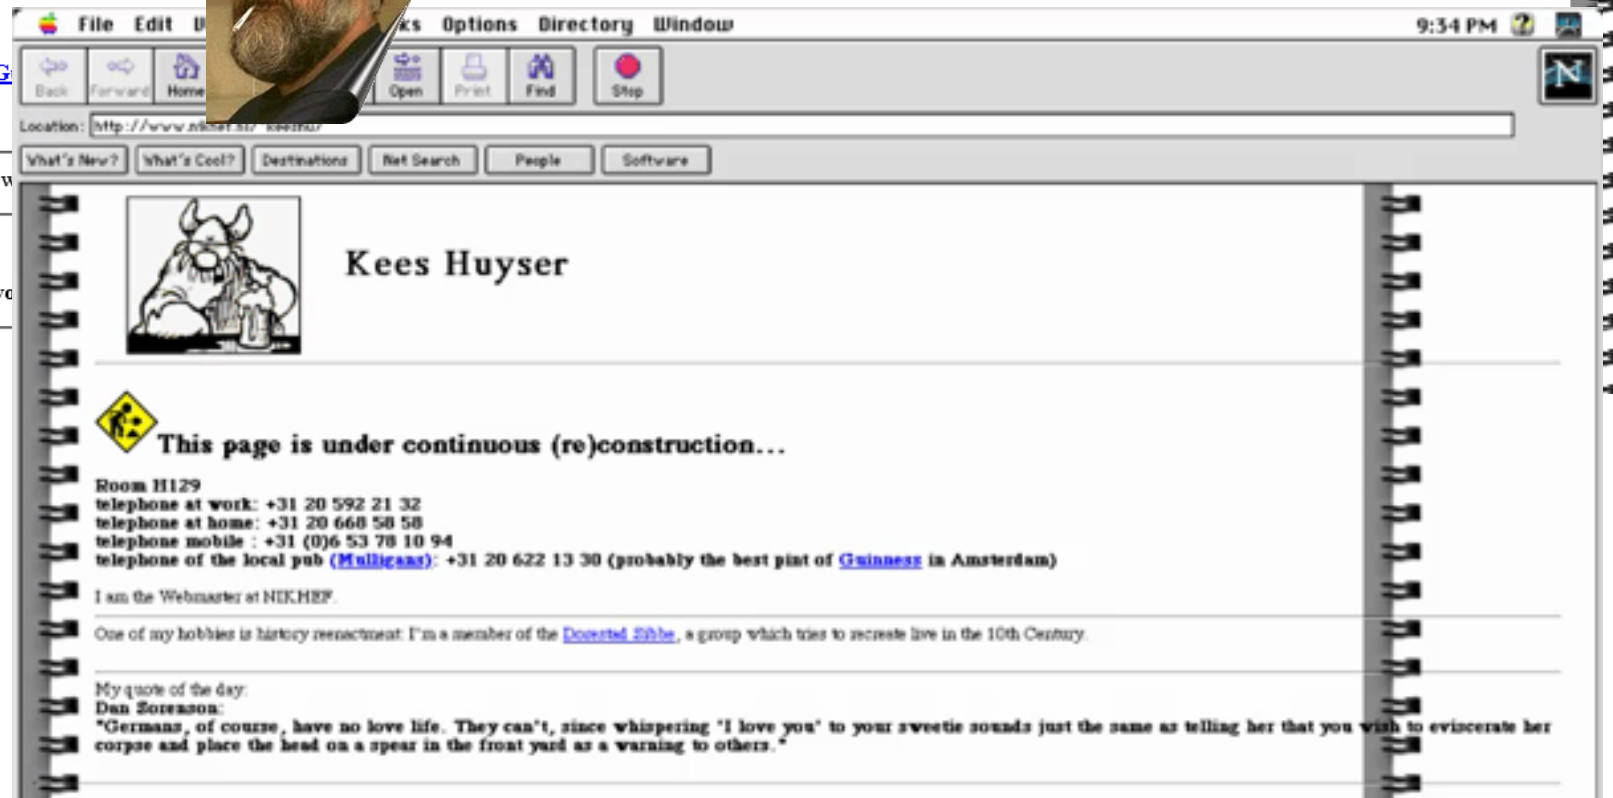 File Edit Options Directory Window 9:34 PM
Back Forward Home Open Print Find Stop N
Location: http://www.nikhef.nl/~keeshu/
What's New? What's Cool? Destinations Net Search People Software
Kees Huyser
This page is under continuous (re)construction...
Room H129
telephone at work: +31 20 592 21 32
telephone at home: +31 20 668 58 58
telephone mobile : +31 (0)6 53 78 10 94
telephone of the local pub (Mulligans): +31 20 622 13 30 (probably the best pint of Guinness in Amsterdam)
I am the Webmaster at NIKHEF.
One of my hobbies is history reenactment: I'm a member of the Dorestad Sibbe, a group which tries to recreate live in the 10th Century.
My quote of the day:
Dan Sorenson:
"Germans, of course, have no love life. They can't, since whispering "I love you" to your sweetie sounds just the same as telling her that you wish to eviscerate her
corpse and place the head on a spear in the front yard as a warning to others."